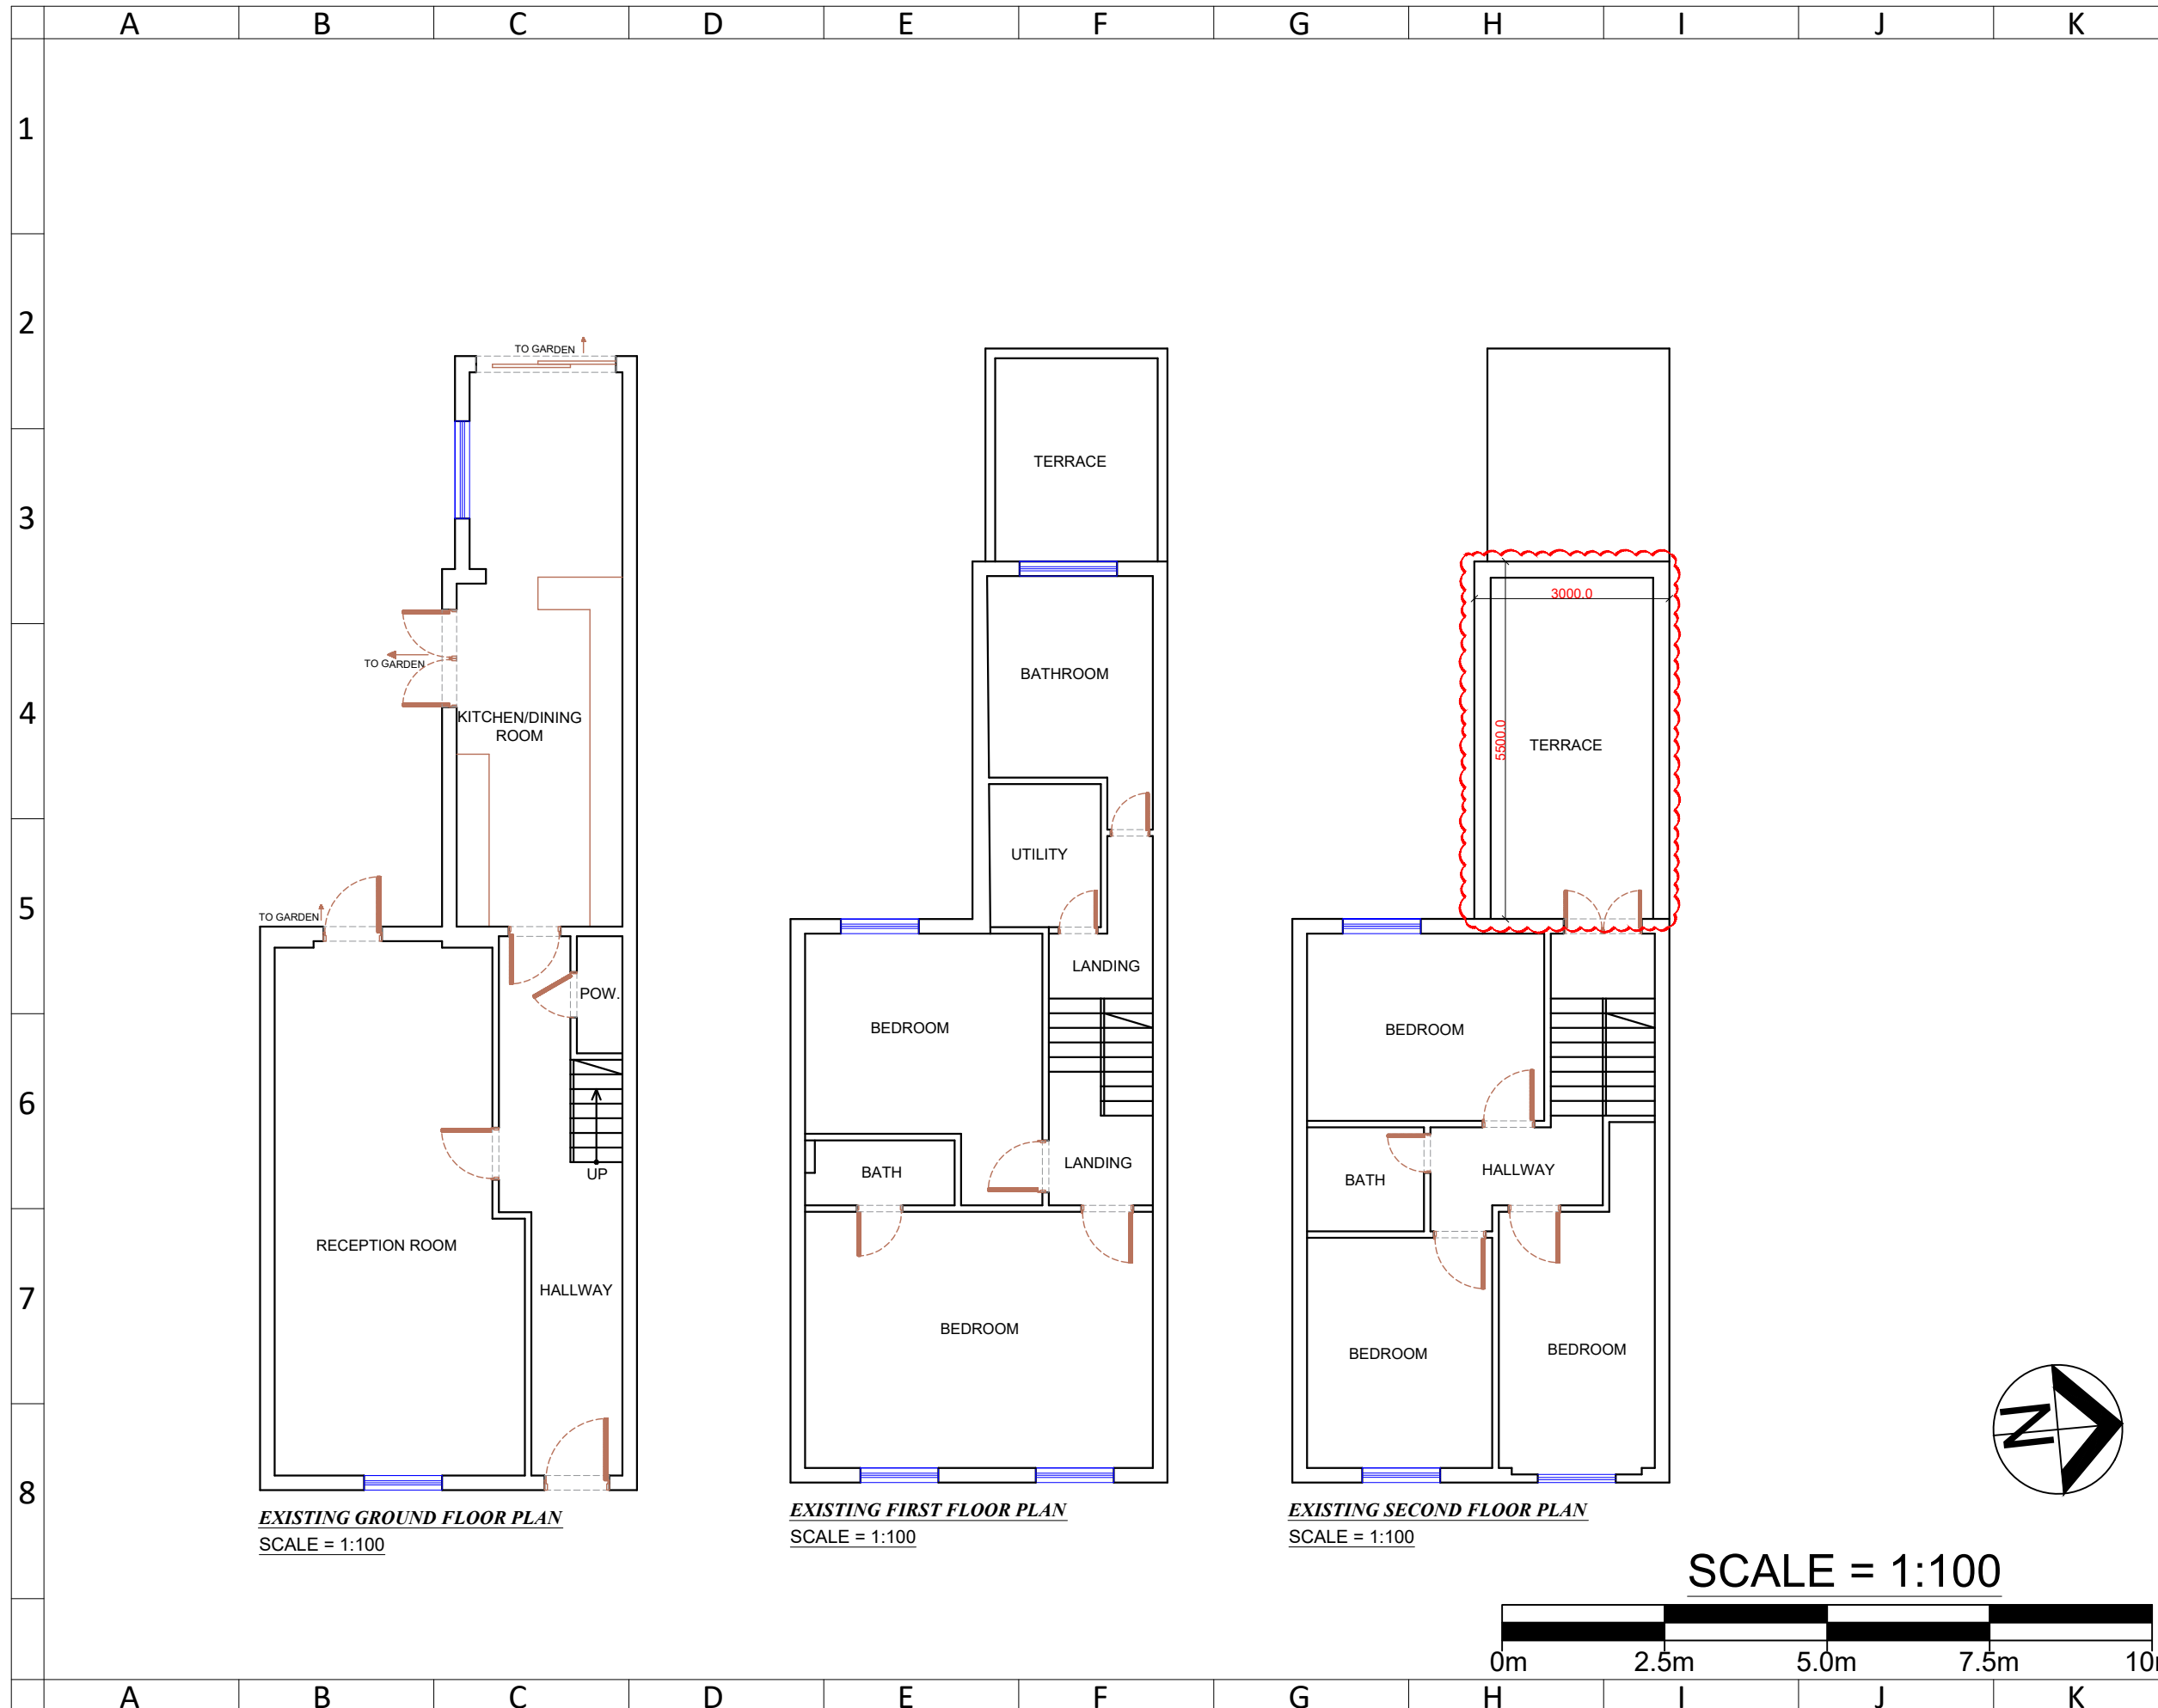 A B C D E F G H I J K
1
2
3
4
5
6
7
8
TO GARDEN
TO GARDEN
KITCHEN/DINING
ROOM
TO GARDEN
POW.
UP
RECEPTION ROOM
HALLWAY
EXISTING GROUND FLOOR PLAN
SCALE = 1:100
TERRACE
BATHROOM
UTILITY
LANDING
BEDROOM
BATH
LANDING
BEDROOM
EXISTING FIRST FLOOR PLAN
SCALE = 1:100
3000.0
5500.0
TERRACE
BEDROOM
BATH
HALLWAY
BEDROOM
BEDROOM
EXISTING SECOND FLOOR PLAN
SCALE = 1:100
N
SCALE = 1:100
0m 2.5m 5.0m 7.5m 10m
A B C D E F G H I J K